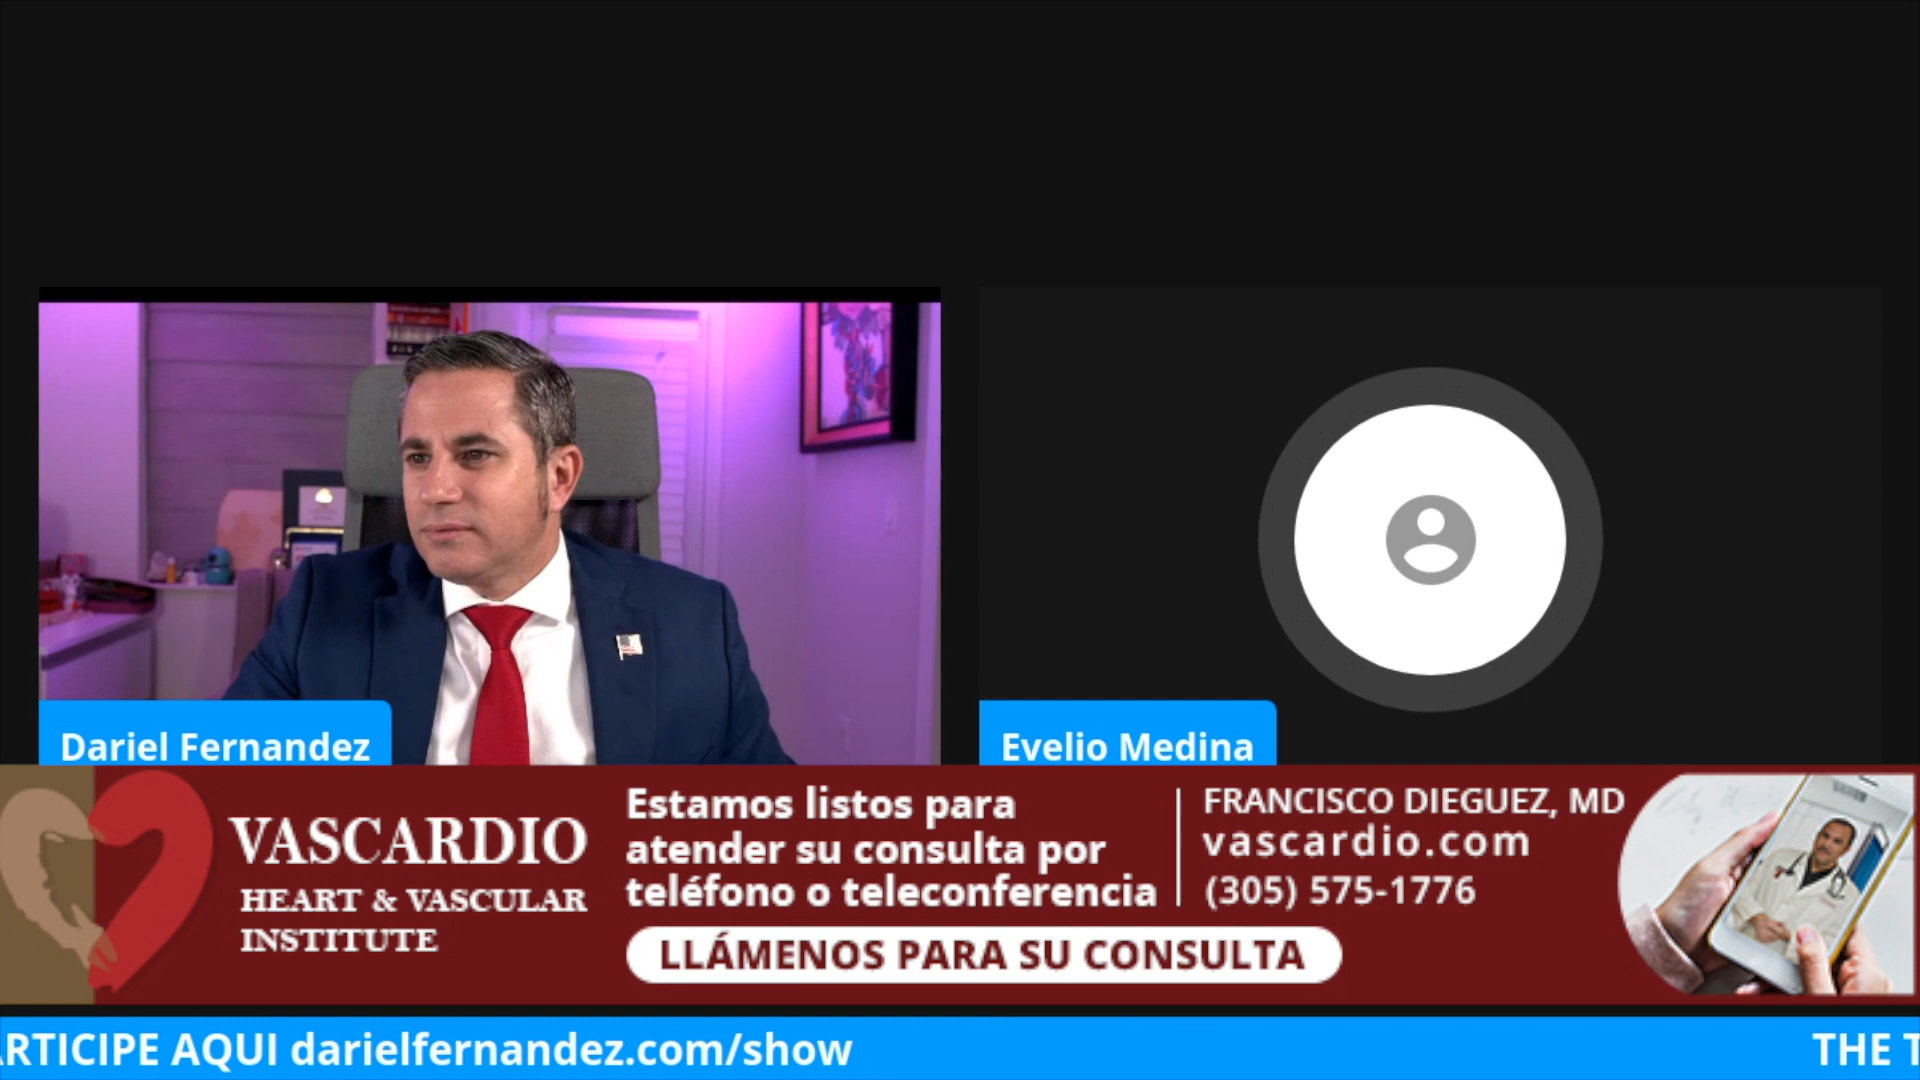 Dariel Fernandez
Evelio Medina
VASCARDIO
HEART & VASCULAR
INSTITUTE
Estamos listos para
atender su consulta por
teléfono o teleconferencia
LLÁMENOS PARA SU CONSULTA
FRANCISCO DIEGUEZ, MD
vascardio.com
(305) 575-1776
ARTICIPE AQUI darielfernandez.com/show
THE T